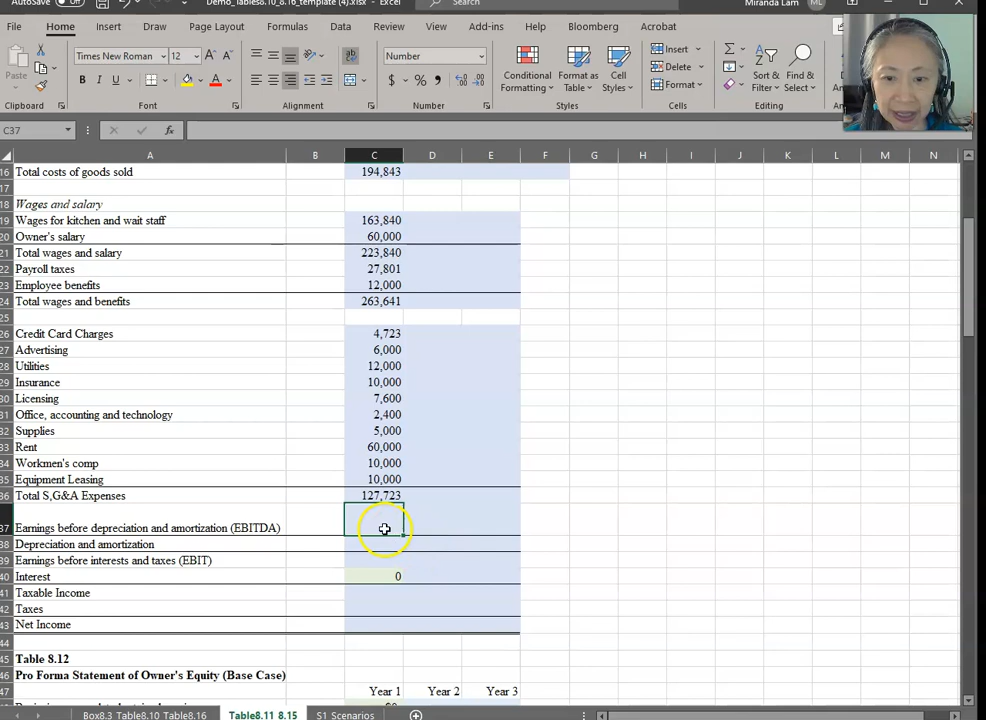 AutoSave Off Demo_Tables8.10_8.16_template (4).xlsx - Excel Search Miranda Lam ML
File Home Insert Page Layout Formulas Data Review View Add-ins Help Bloomberg Acrobat
Paste Times New Roman 12 Number Conditional Formatting Format as Table Cell Styles Insert Delete Format Sort & Filter Find & Select
Clipboard Font Alignment Number Styles Cells Editing
C37 fx
A B C D E F G H I J K L M N
16 Total costs of goods sold 194,843
17
18 Wages and salary
19 Wages for kitchen and wait staff 163,840
20 Owner's salary 60,000
21 Total wages and salary 223,840
22 Payroll taxes 27,801
23 Employee benefits 12,000
24 Total wages and benefits 263,641
25
26 Credit Card Charges 4,723
27 Advertising 6,000
28 Utilities 12,000
29 Insurance 10,000
30 Licensing 7,600
31 Office, accounting and technology 2,400
32 Supplies 5,000
33 Rent 60,000
34 Workmen's comp 10,000
35 Equipment Leasing 10,000
36 Total S,G&A Expenses 127,723
37 Earnings before depreciation and amortization (EBITDA)
38 Depreciation and amortization
39 Earnings before interests and taxes (EBIT)
40 Interest 0
41 Taxable Income
42 Taxes
43 Net Income
44
45 Table 8.12
46 Pro Forma Statement of Owner's Equity (Base Case)
47 Year 1 Year 2 Year 3
Box8.3 Table8.10 Table8.16 Table8.11 8.15 S1 Scenarios